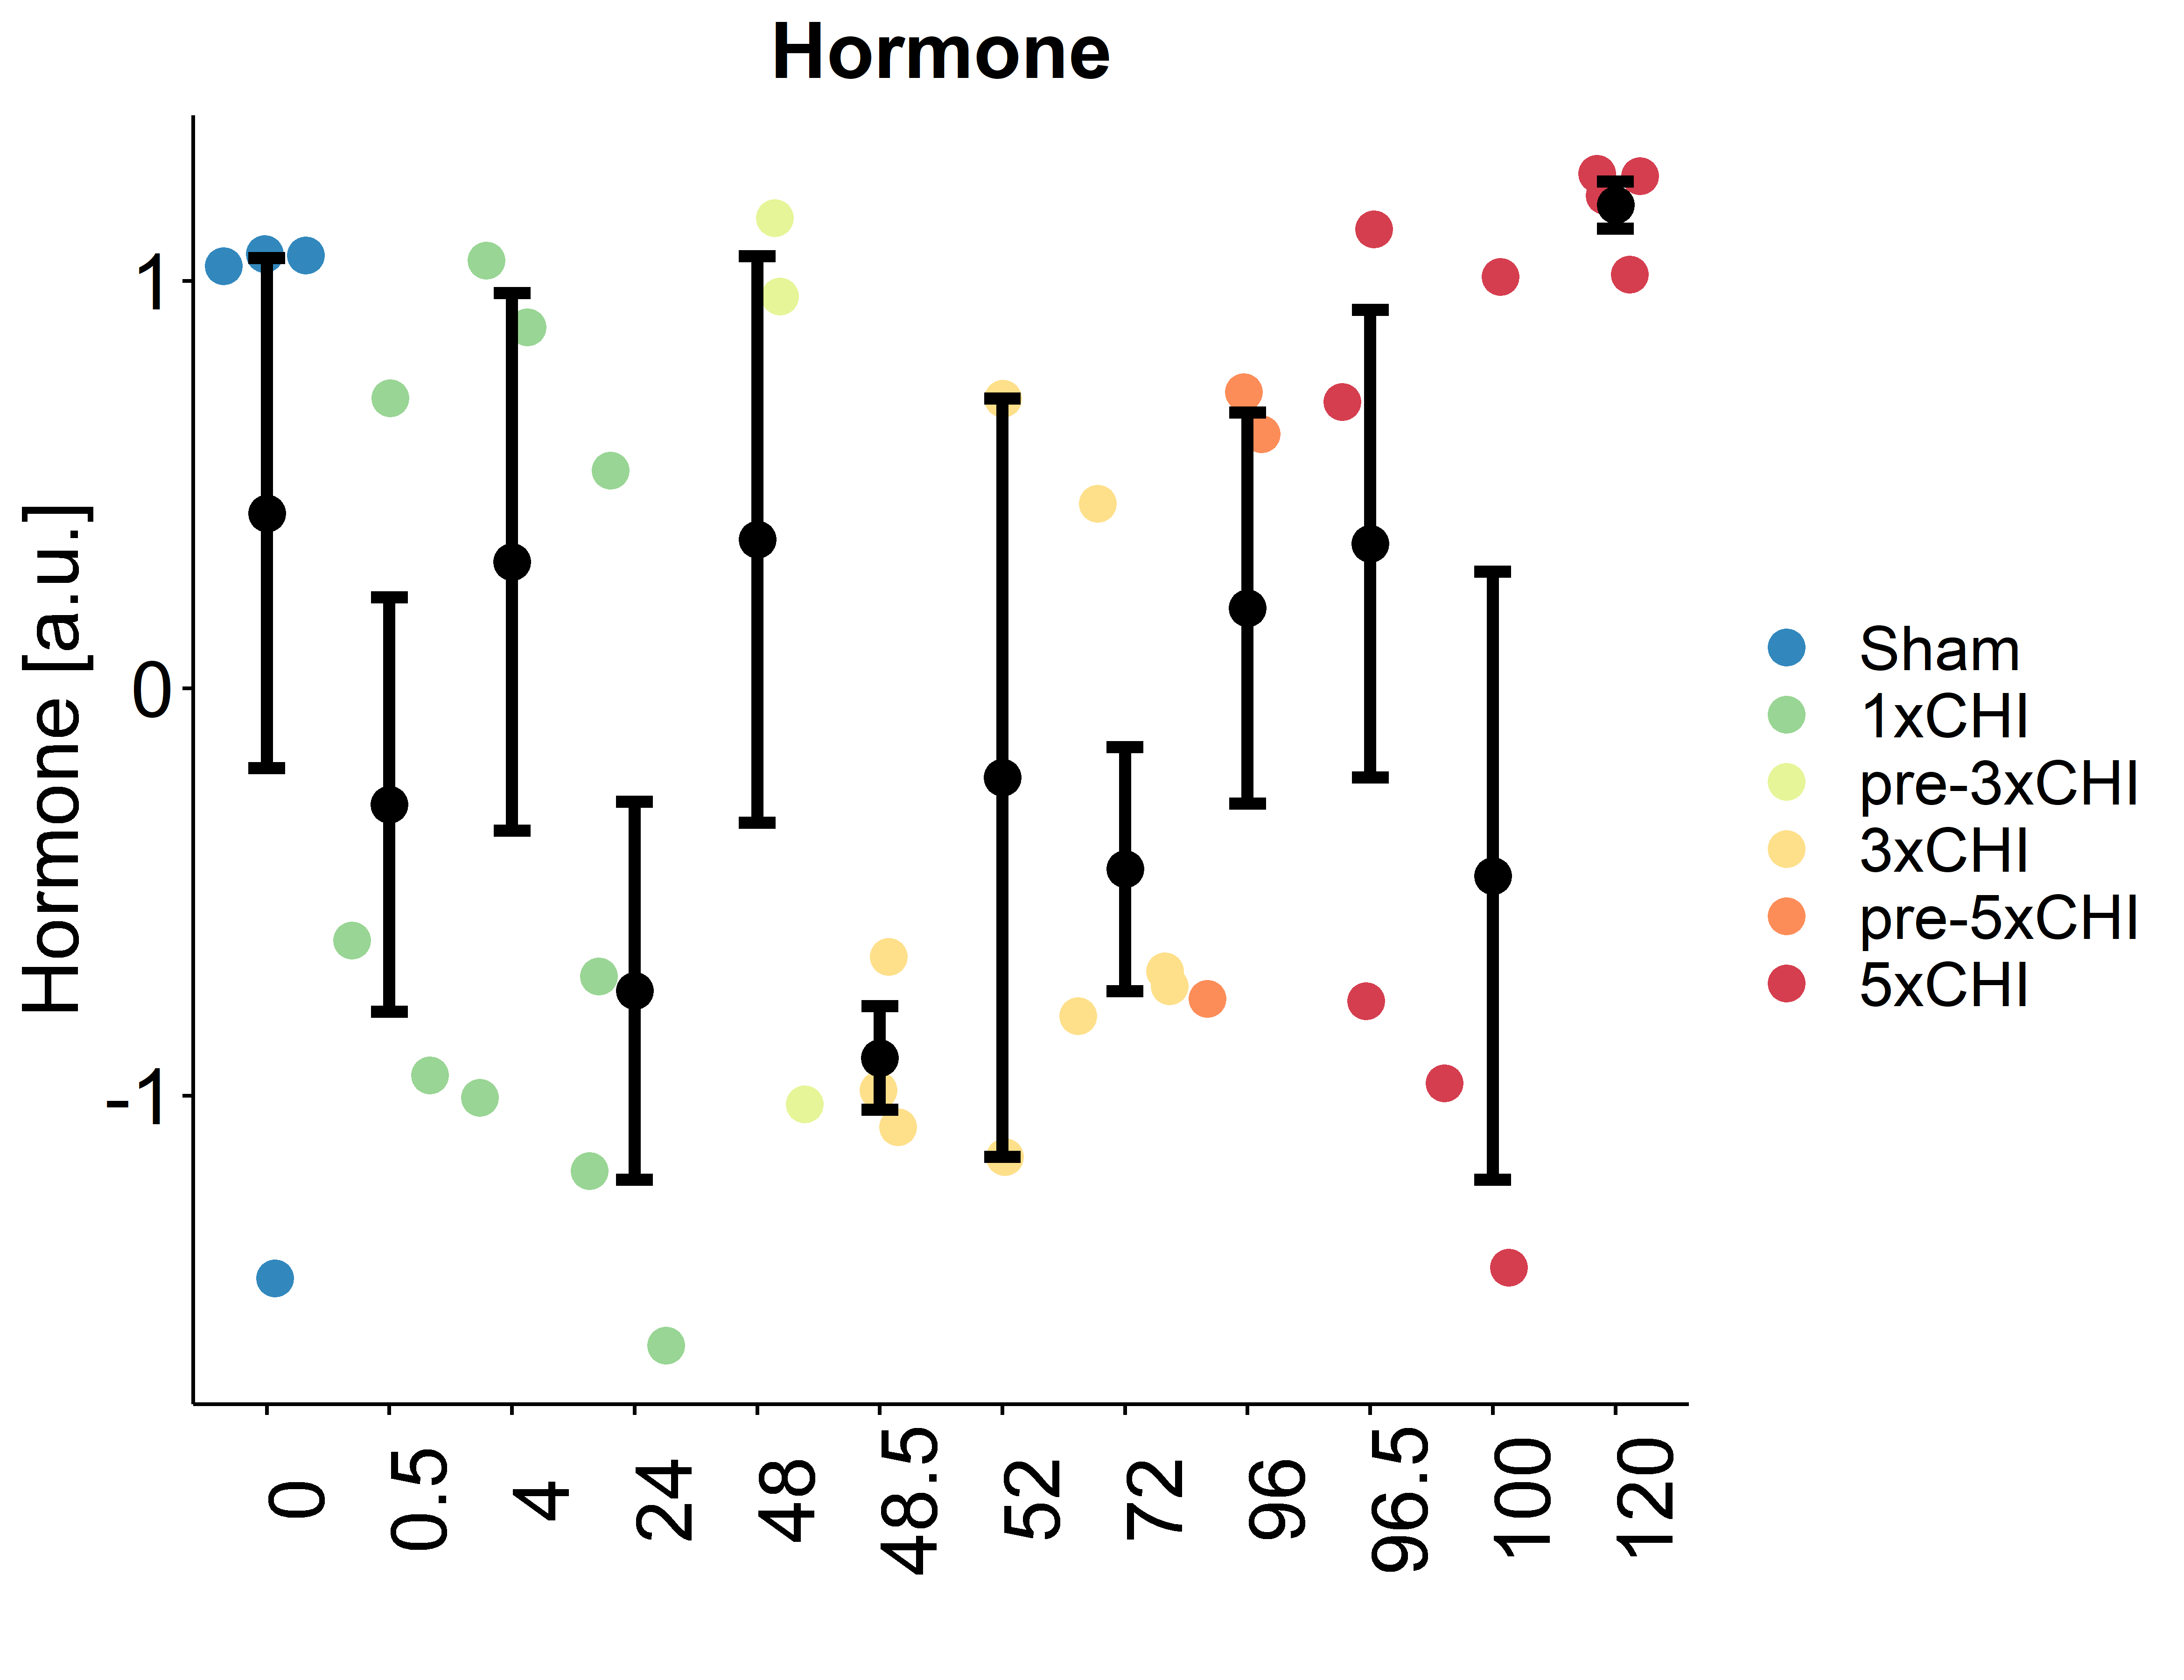 Hormone
Hormone [a.u.]
1
0
-1
0
0.5
4
24
48
48.5
52
72
96
96.5
100
120
Sham
1xCHI
pre-3xCHI
3xCHI
pre-5xCHI
5xCHI